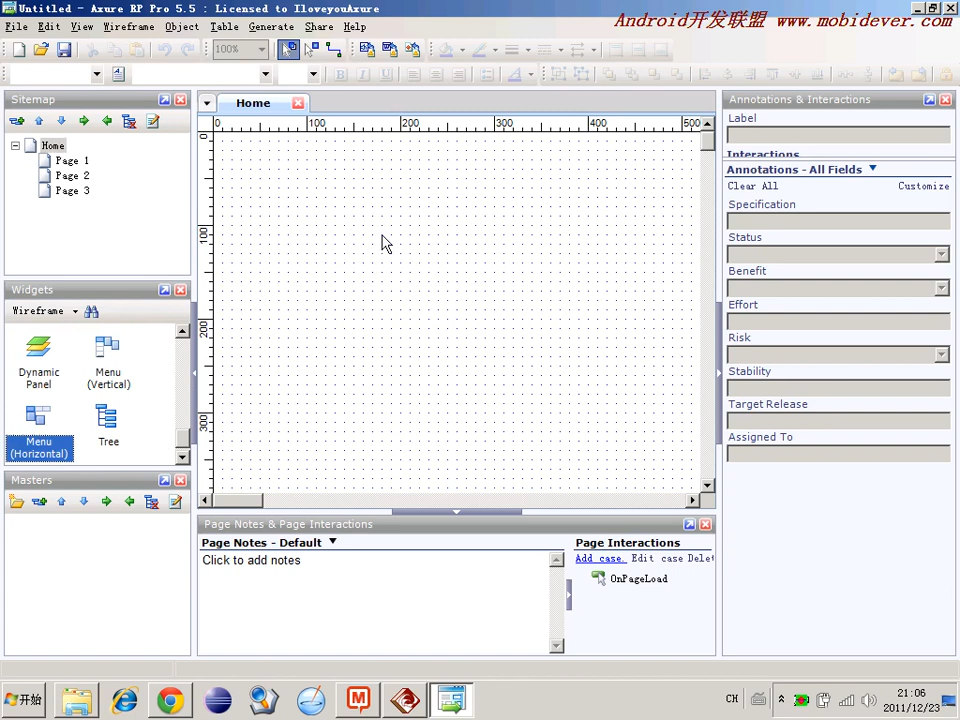 Untitled - Axure RP Pro 5.5 : Licensed to IloveyouAxure
File Edit View Wireframe Object Table Generate Share Help
Android开发联盟 www.mobidever.com
100%
Sitemap
Home
Page 1
Page 2
Page 3
Widgets
Wireframe
Dynamic Panel
Menu (Vertical)
Menu (Horizontal)
Tree
Masters
Home
0 100 200 300 400 500
0
100
200
300
Page Notes & Page Interactions
Page Notes - Default
Click to add notes
Page Interactions
Add case. Edit case Delet
OnPageLoad
Annotations & Interactions
Label
Interactions
Annotations - All Fields
Clear All Customize
Specification
Status
Benefit
Effort
Risk
Stability
Target Release
Assigned To
开始
CH
21:06
2011/12/23